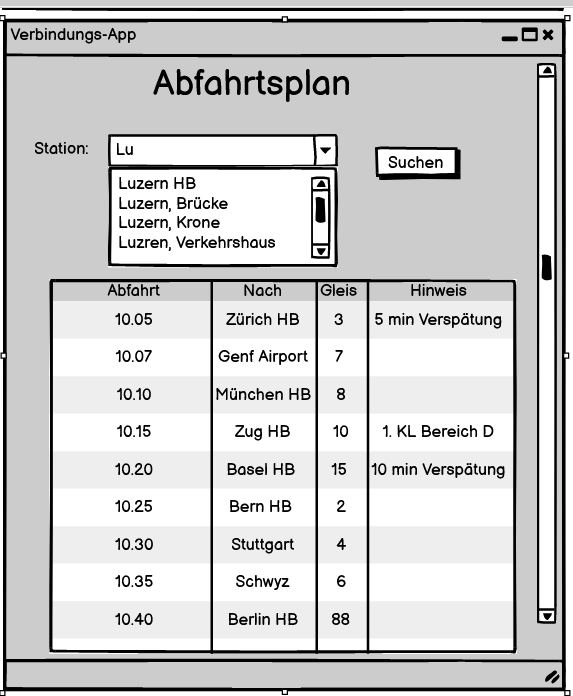 Verbindungs-App
Abfahrtsplan
Station: Lu Suchen
Luzern HB
Luzern, Brücke
Luzern, Krone
Luzren, Verkehrshaus
Abfahrt Nach Gleis Hinweis
10.05 Zürich HB 3 5 min Verspätung
10.07 Genf Airport 7
10.10 München HB 8
10.15 Zug HB 10 1. KL Bereich D
10.20 Basel HB 15 10 min Verspätung
10.25 Bern HB 2
10.30 Stuttgart 4
10.35 Schwyz 6
10.40 Berlin HB 88